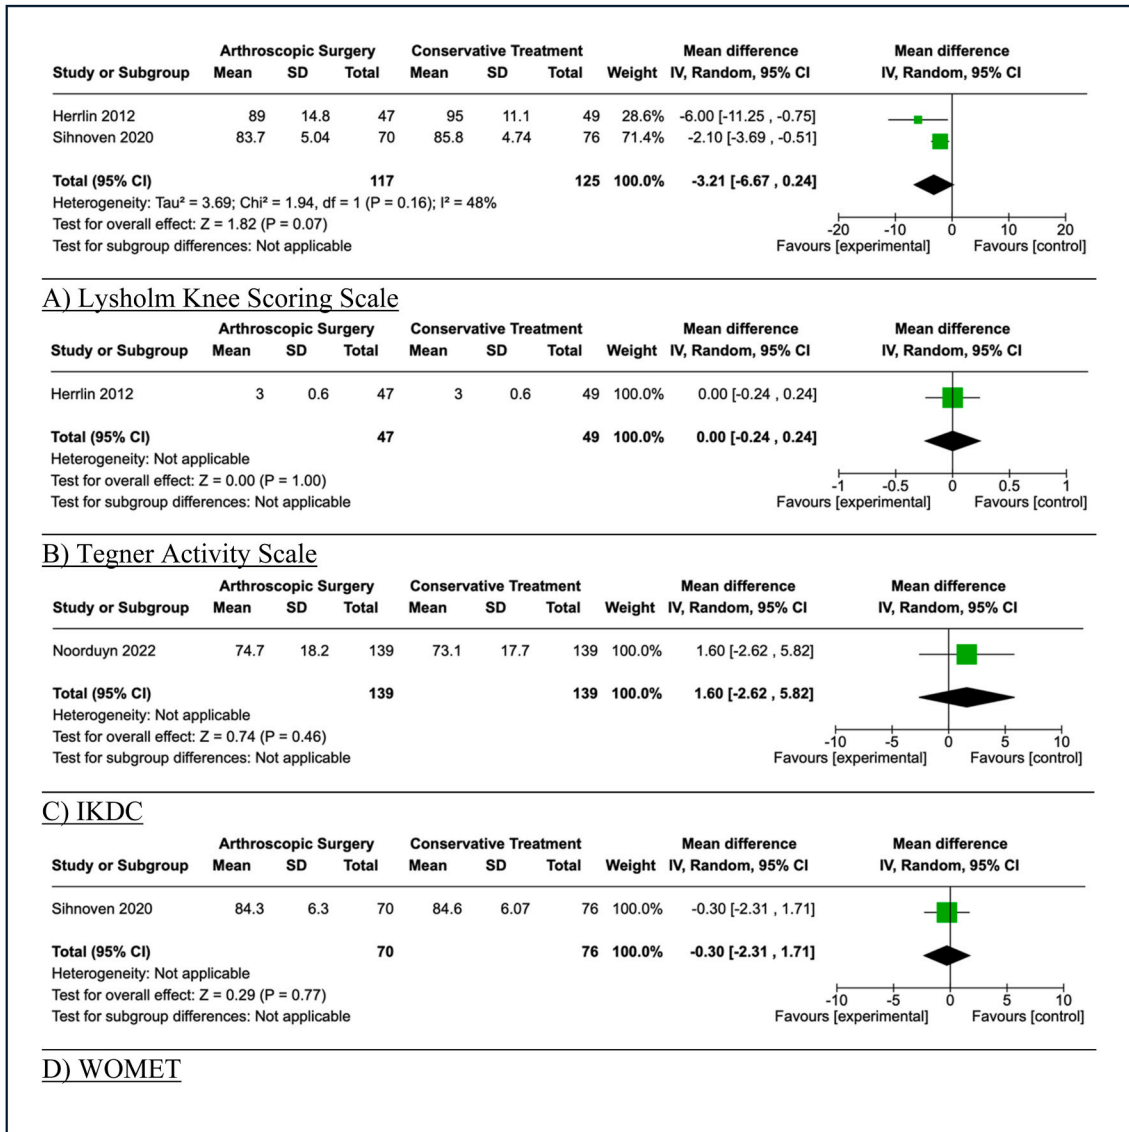 Arthroscopic Surgery Conservative Treatment Mean difference Mean difference
Study or Subgroup Mean SD Total Mean SD Total Weight IV, Random, 95% CI IV, Random, 95% CI
Herrlin 2012 89 14.8 47 95 11.1 49 28.6% -6.00 [-11.25 , -0.75]
Sihnoven 2020 83.7 5.04 70 85.8 4.74 76 71.4% -2.10 [-3.69 , -0.51]
Total (95% CI) 117 125 100.0% -3.21 [-6.67 , 0.24]
Heterogeneity: Tau² = 3.69; Chi² = 1.94, df = 1 (P = 0.16); I² = 48%
Test for overall effect: Z = 1.82 (P = 0.07)
-20 -10 0 10 20
Test for subgroup differences: Not applicable Favours [experimental] Favours [control]
A) Lysholm Knee Scoring Scale
Arthroscopic Surgery Conservative Treatment Mean difference Mean difference
Study or Subgroup Mean SD Total Mean SD Total Weight IV, Random, 95% CI IV, Random, 95% CI
Herrlin 2012 3 0.6 47 3 0.6 49 100.0% 0.00 [-0.24 , 0.24]
Total (95% CI) 47 49 100.0% 0.00 [-0.24 , 0.24]
Heterogeneity: Not applicable
Test for overall effect: Z = 0.00 (P = 1.00)
-1 -0.5 0 0.5 1
Test for subgroup differences: Not applicable Favours [experimental] Favours [control]
B) Tegner Activity Scale
Arthroscopic Surgery Conservative Treatment Mean difference Mean difference
Study or Subgroup Mean SD Total Mean SD Total Weight IV, Random, 95% CI IV, Random, 95% CI
Noorduyn 2022 74.7 18.2 139 73.1 17.7 139 100.0% 1.60 [-2.62 , 5.82]
Total (95% CI) 139 139 100.0% 1.60 [-2.62 , 5.82]
Heterogeneity: Not applicable
Test for overall effect: Z = 0.74 (P = 0.46)
-10 -5 0 5 10
Test for subgroup differences: Not applicable Favours [experimental] Favours [control]
C) IKDC
Arthroscopic Surgery Conservative Treatment Mean difference Mean difference
Study or Subgroup Mean SD Total Mean SD Total Weight IV, Random, 95% CI IV, Random, 95% CI
Sihnoven 2020 84.3 6.3 70 84.6 6.07 76 100.0% -0.30 [-2.31 , 1.71]
Total (95% CI) 70 76 100.0% -0.30 [-2.31 , 1.71]
Heterogeneity: Not applicable
Test for overall effect: Z = 0.29 (P = 0.77)
-10 -5 0 5 10
Test for subgroup differences: Not applicable Favours [experimental] Favours [control]
D) WOMET